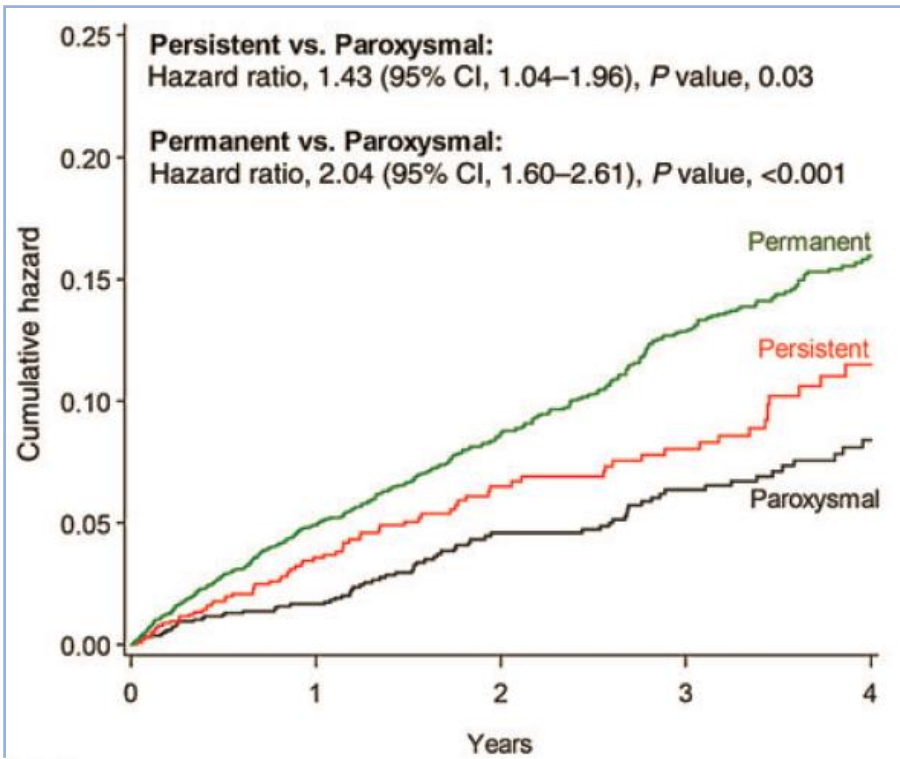 Persistent vs. Paroxysmal:
Hazard ratio, 1.43 (95% CI, 1.04–1.96), P value, 0.03
Permanent vs. Paroxysmal:
Hazard ratio, 2.04 (95% CI, 1.60–2.61), P value, <0.001
0.25
0.20
0.15
0.10
0.05
0.00
Cumulative hazard
Permanent
Persistent
Paroxysmal
0 1 2 3 4
Years